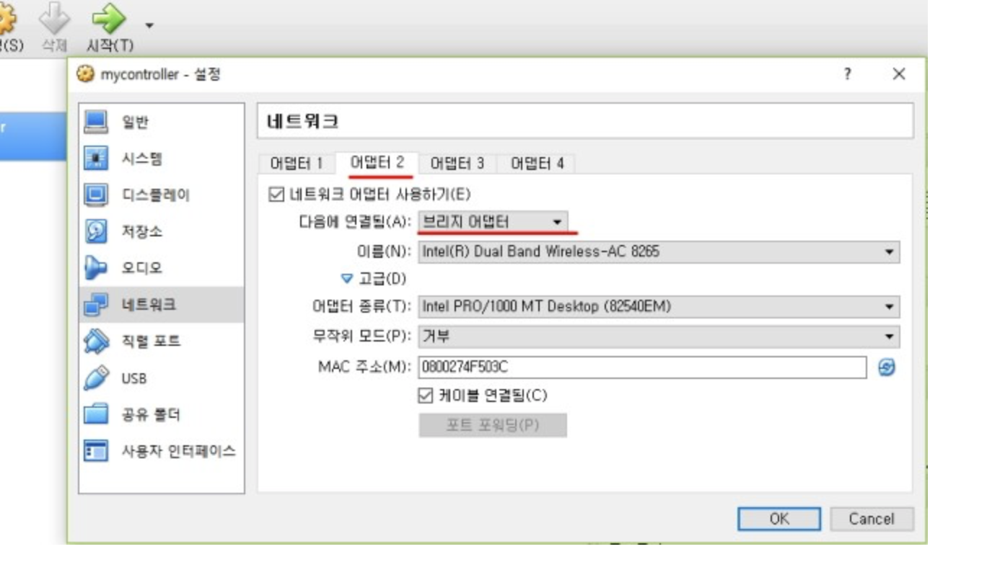 (S) 삭제 시작(T)
mycontroller - 설정 ?
r
일반
시스템
디스플레이
저장소
오디오
네트워크
직렬 포트
USB
공유 폴더
사용자 인터페이스
네트워크
어댑터 1 어댑터 2 어댑터 3 어댑터 4
네트워크 어댑터 사용하기(E)
다음에 연결됨(A): 브리지 어댑터
이름(N): Intel(R) Dual Band Wireless-AC 8265
고급(D)
어댑터 종류(T): Intel PRO/1000 MT Desktop (82540EM)
무작위 모드(P): 거부
MAC 주소(M): 0800274F503C
케이블 연결됨(C)
포트 포워딩(P)
OK Cancel